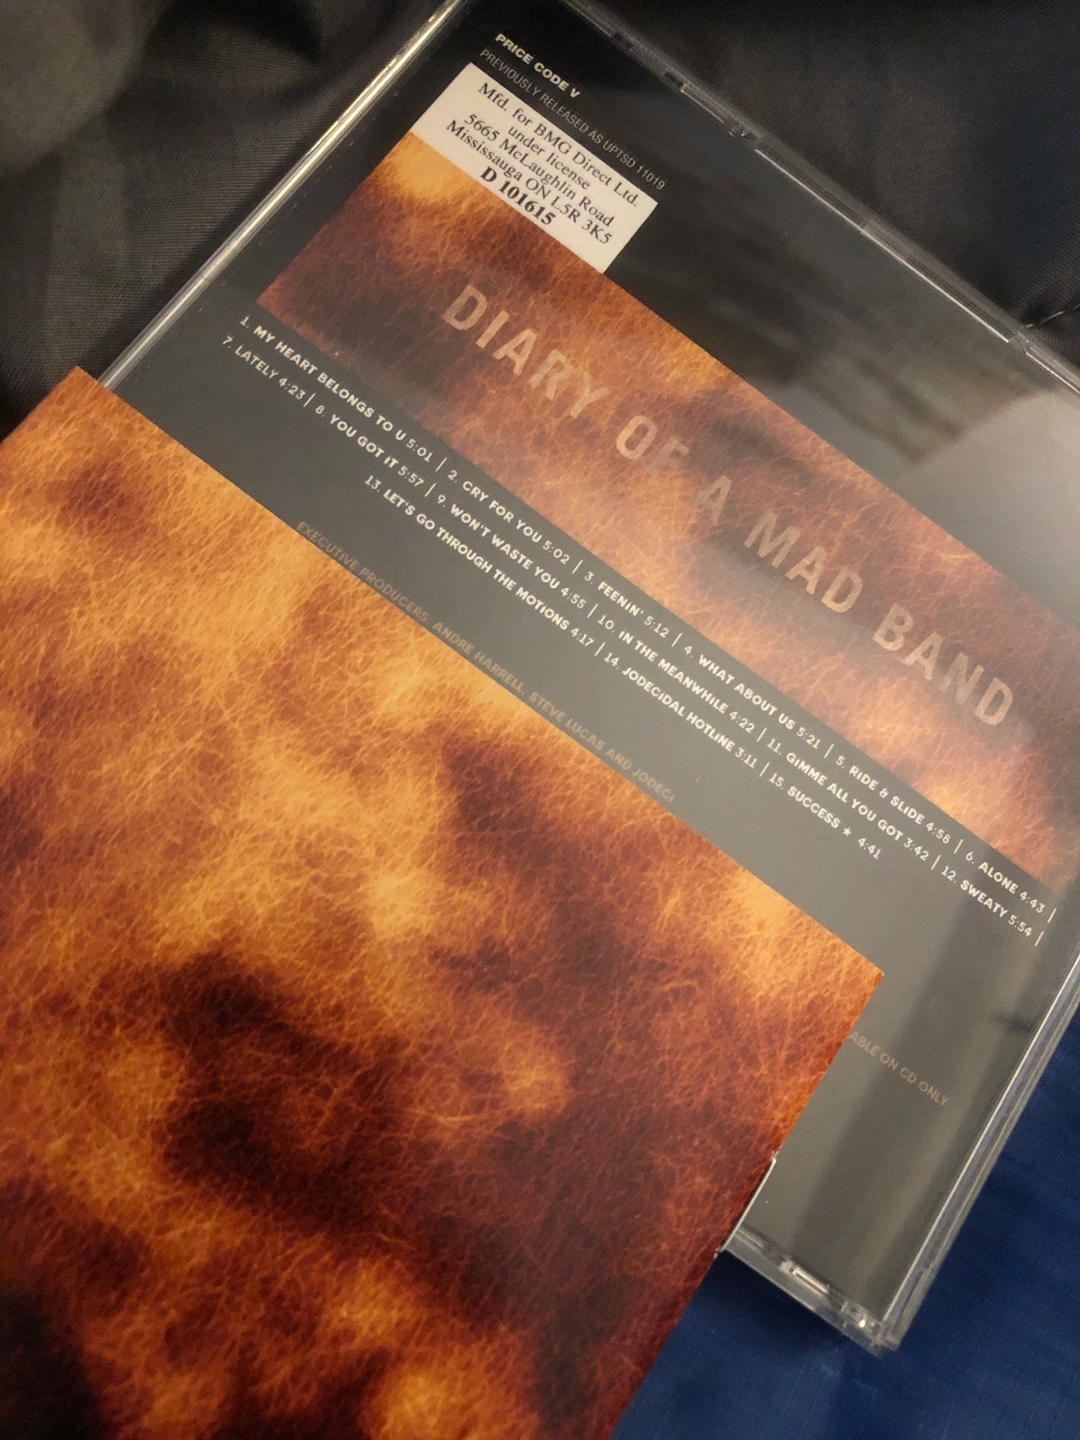 PRICE CODE V
PREVIOUSLY RELEASED AS UPTSD 11019
Mfd. for BMG Direct Ltd.
under license
5665 McLaughlin Road
Mississauga ON L5R 3K5
D 101615
DIARY OF A MAD BAND
1. MY HEART BELONGS TO U 5:01 | 2. CRY FOR YOU 5:02 | 3. FEENIN' 5:12 | 4. WHAT ABOUT US 5:21 | 5. RiDE & SLiDE 4:58 | 6. ALONE 4:43 |
7. LATELY 4:23 | 8. YOU GOT iT 5:57 | 9. WON'T WASTE YOU 4:55 | 10. iN THE MEANWHiLE 4:22 | 11. GiMME ALL YOU GOT 3:42 | 12. SWEATY 5:54 |
13. LET'S GO THROUGH THE MOTiONS 4:17 | 14. JODECiDAL HOTLiNE 3:11 | 15. SUCCESS ★ 4:41
EXECUTiVE PRODUCERS: ANDRE HARRELL, STEVE LUCAS AND JODECi
ON CD ONLY